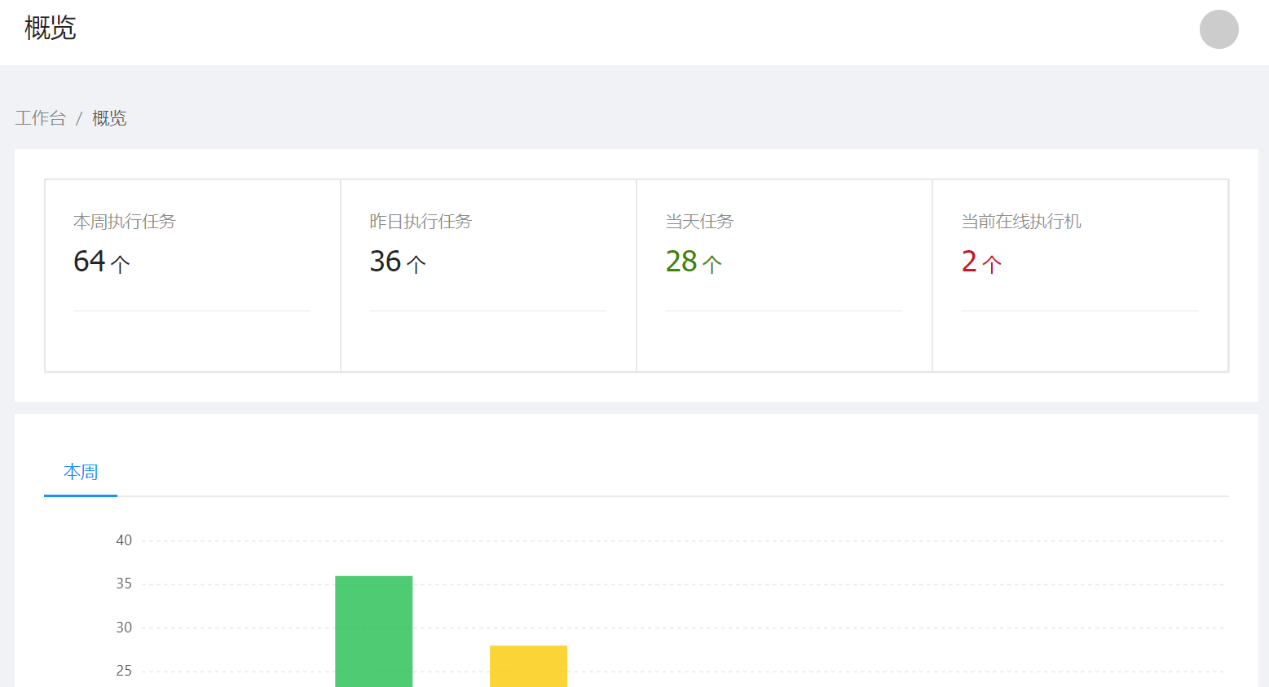 概览
工作台 / 概览
本周执行任务
64 个
昨日执行任务
36 个
当天任务
28 个
当前在线执行机
2 个
本周
40
35
30
25